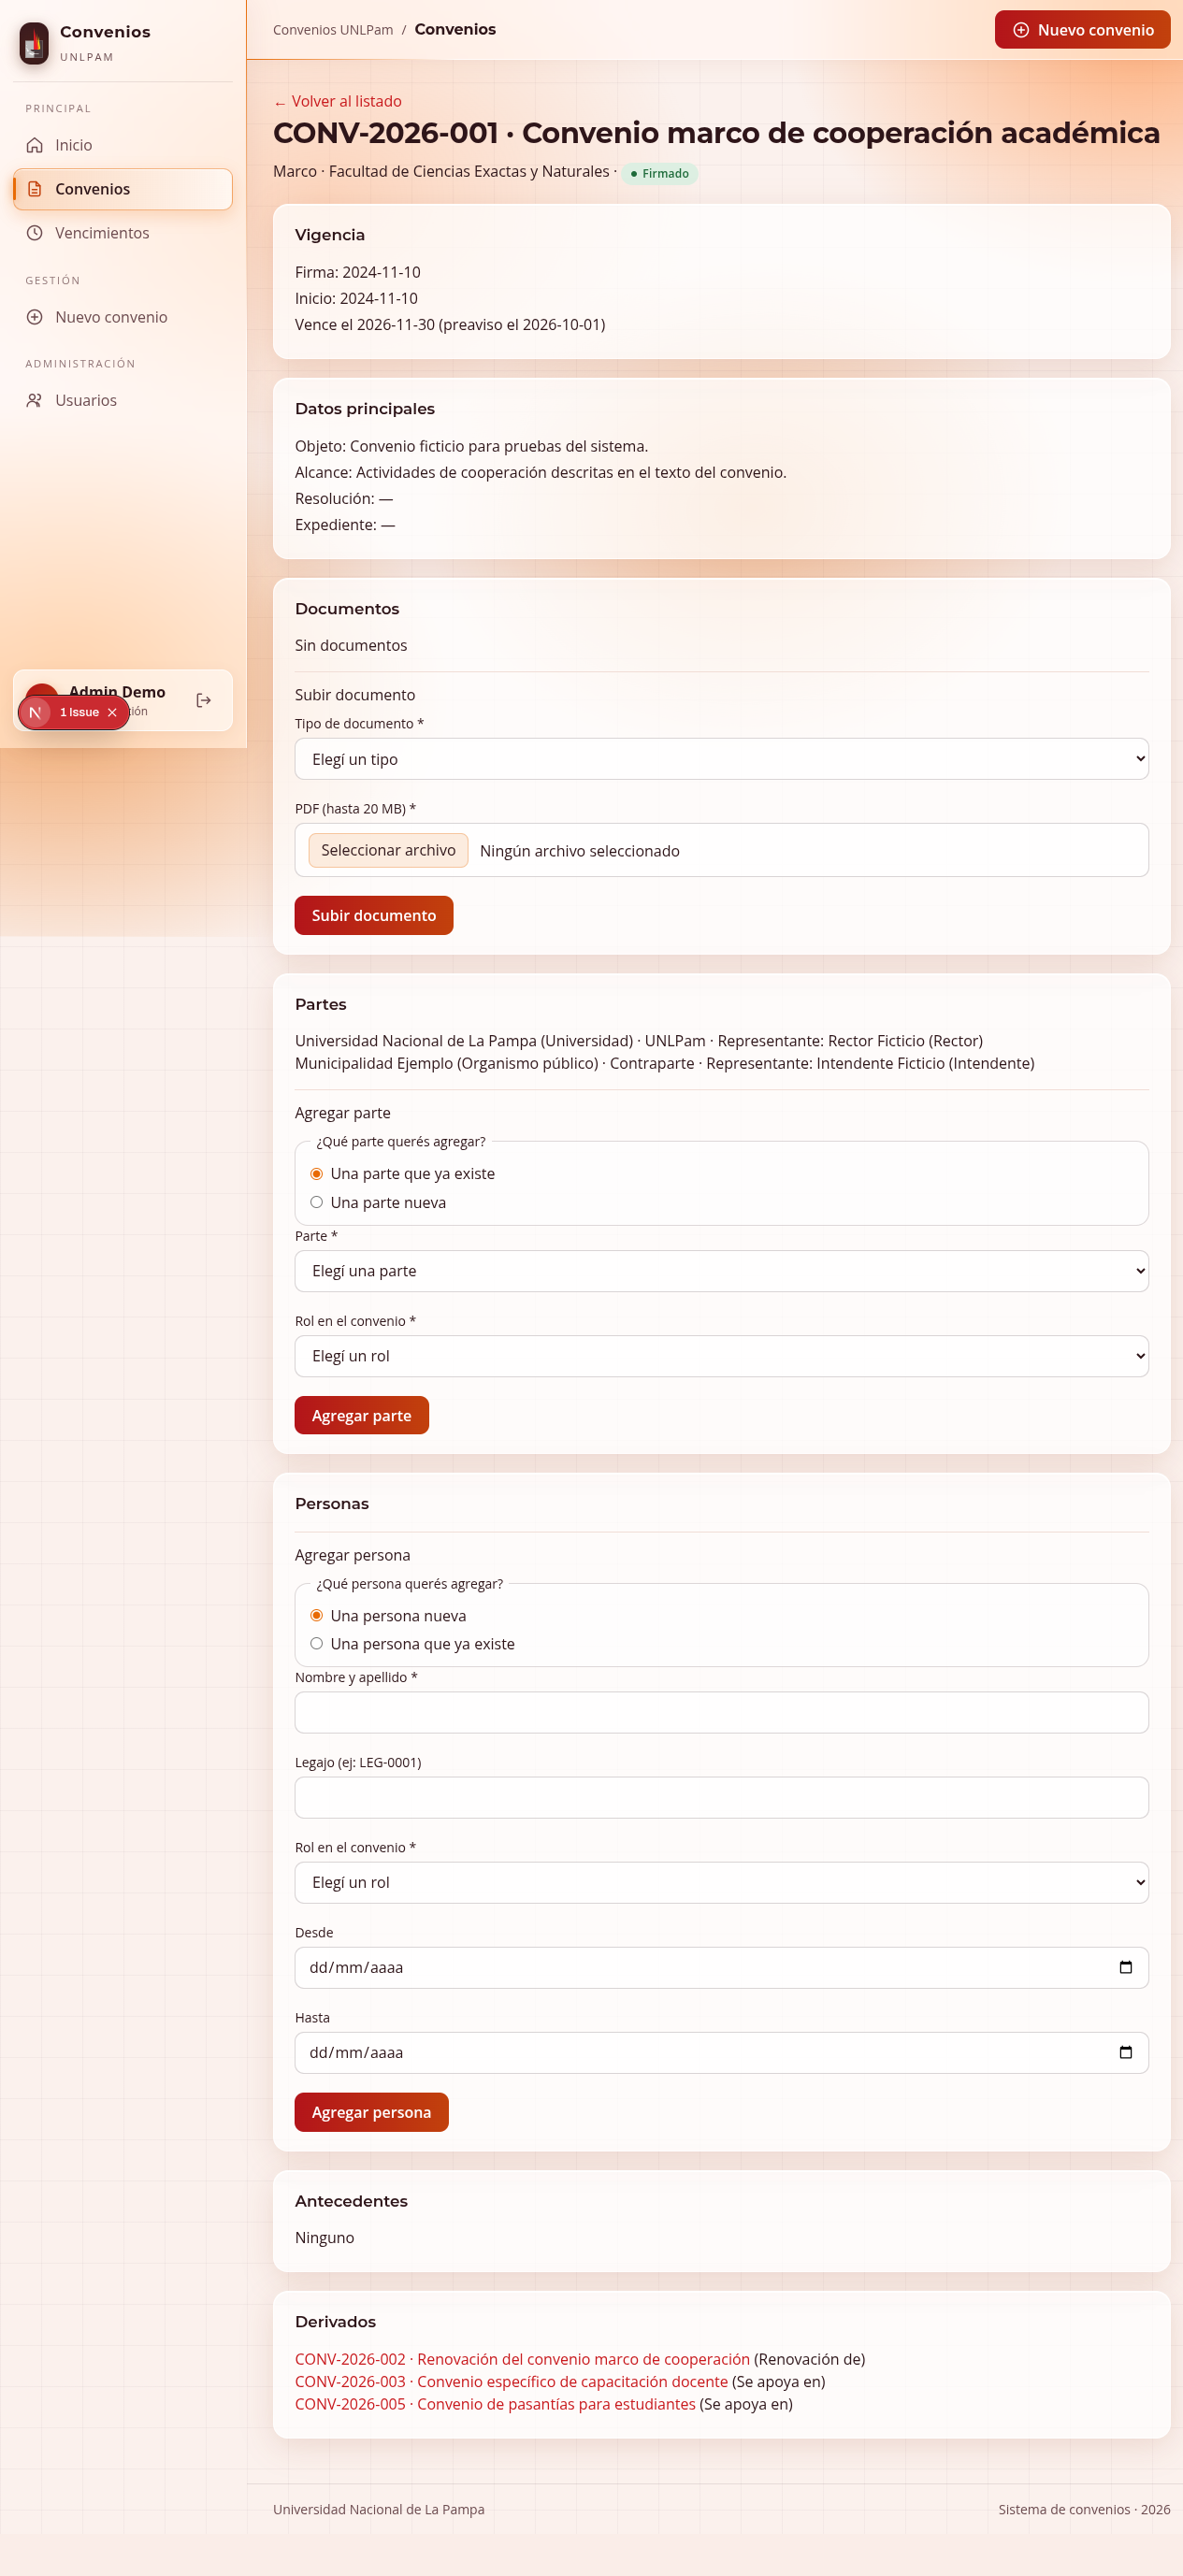 Convenios
UNLPAM
PRINCIPAL
Inicio
Convenios
Vencimientos
GESTIÓN
Nuevo convenio
ADMINISTRACIÓN
Usuarios
Admin Demo
ción
1 Issue
Convenios UNLPam / Convenios
Nuevo convenio
← Volver al listado
CONV-2026-001 · Convenio marco de cooperación académica
Marco · Facultad de Ciencias Exactas y Naturales · Firmado
Vigencia
Firma: 2024-11-10
Inicio: 2024-11-10
Vence el 2026-11-30 (preaviso el 2026-10-01)
Datos principales
Objeto: Convenio ficticio para pruebas del sistema.
Alcance: Actividades de cooperación descritas en el texto del convenio.
Resolución: —
Expediente: —
Documentos
Sin documentos
Subir documento
Tipo de documento *
Elegí un tipo
PDF (hasta 20 MB) *
Seleccionar archivo Ningún archivo seleccionado
Subir documento
Partes
Universidad Nacional de La Pampa (Universidad) · UNLPam · Representante: Rector Ficticio (Rector)
Municipalidad Ejemplo (Organismo público) · Contraparte · Representante: Intendente Ficticio (Intendente)
Agregar parte
¿Qué parte querés agregar?
Una parte que ya existe
Una parte nueva
Parte *
Elegí una parte
Rol en el convenio *
Elegí un rol
Agregar parte
Personas
Agregar persona
¿Qué persona querés agregar?
Una persona nueva
Una persona que ya existe
Nombre y apellido *
Legajo (ej: LEG-0001)
Rol en el convenio *
Elegí un rol
Desde
dd/mm/aaaa
Hasta
dd/mm/aaaa
Agregar persona
Antecedentes
Ninguno
Derivados
CONV-2026-002 · Renovación del convenio marco de cooperación (Renovación de)
CONV-2026-003 · Convenio específico de capacitación docente (Se apoya en)
CONV-2026-005 · Convenio de pasantías para estudiantes (Se apoya en)
Universidad Nacional de La Pampa
Sistema de convenios · 2026